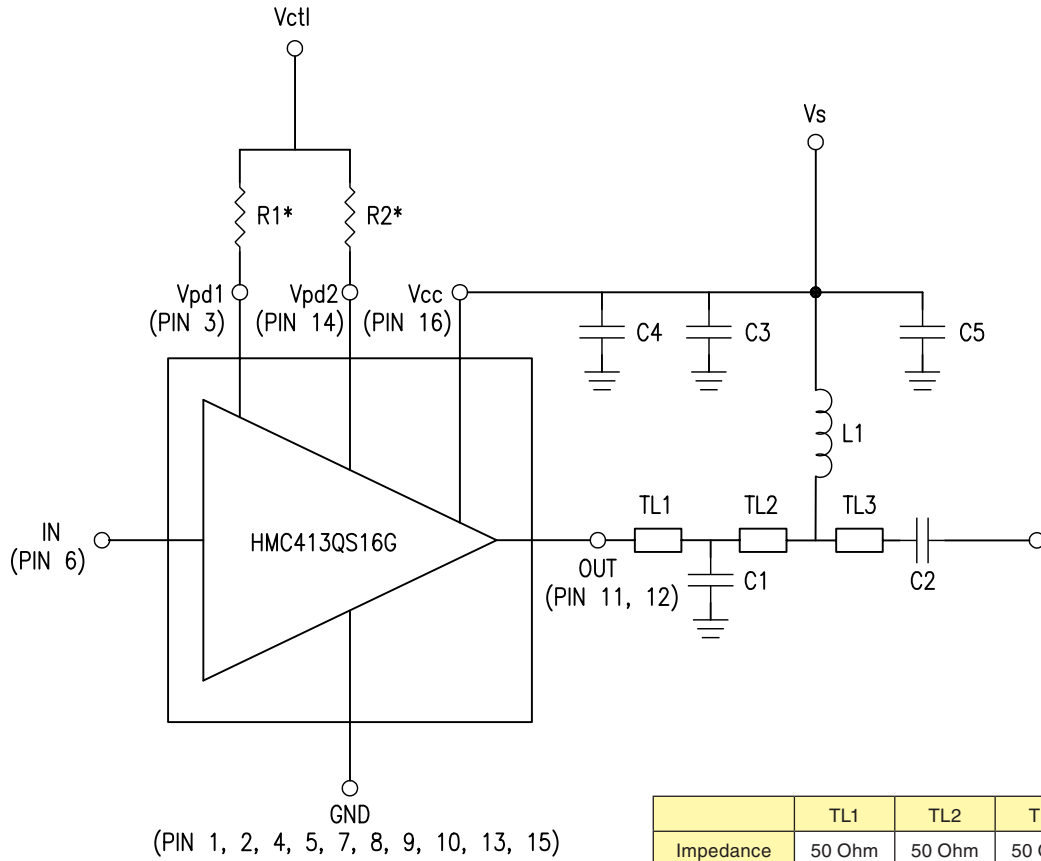 Vctl
Vs
R1*
R2*
Vpd1
(PIN 3)
Vpd2
(PIN 14)
Vcc
(PIN 16)
C4
C3
C5
L1
IN
(PIN 6)
HMC413QS16G
OUT
(PIN 11, 12)
TL1
TL2
TL3
C1
C2
GND
(PIN 1, 2, 4, 5, 7, 8, 9, 10, 13, 15)
TL1 TL2
Impedance 50 Ohm 50 Ohm 50